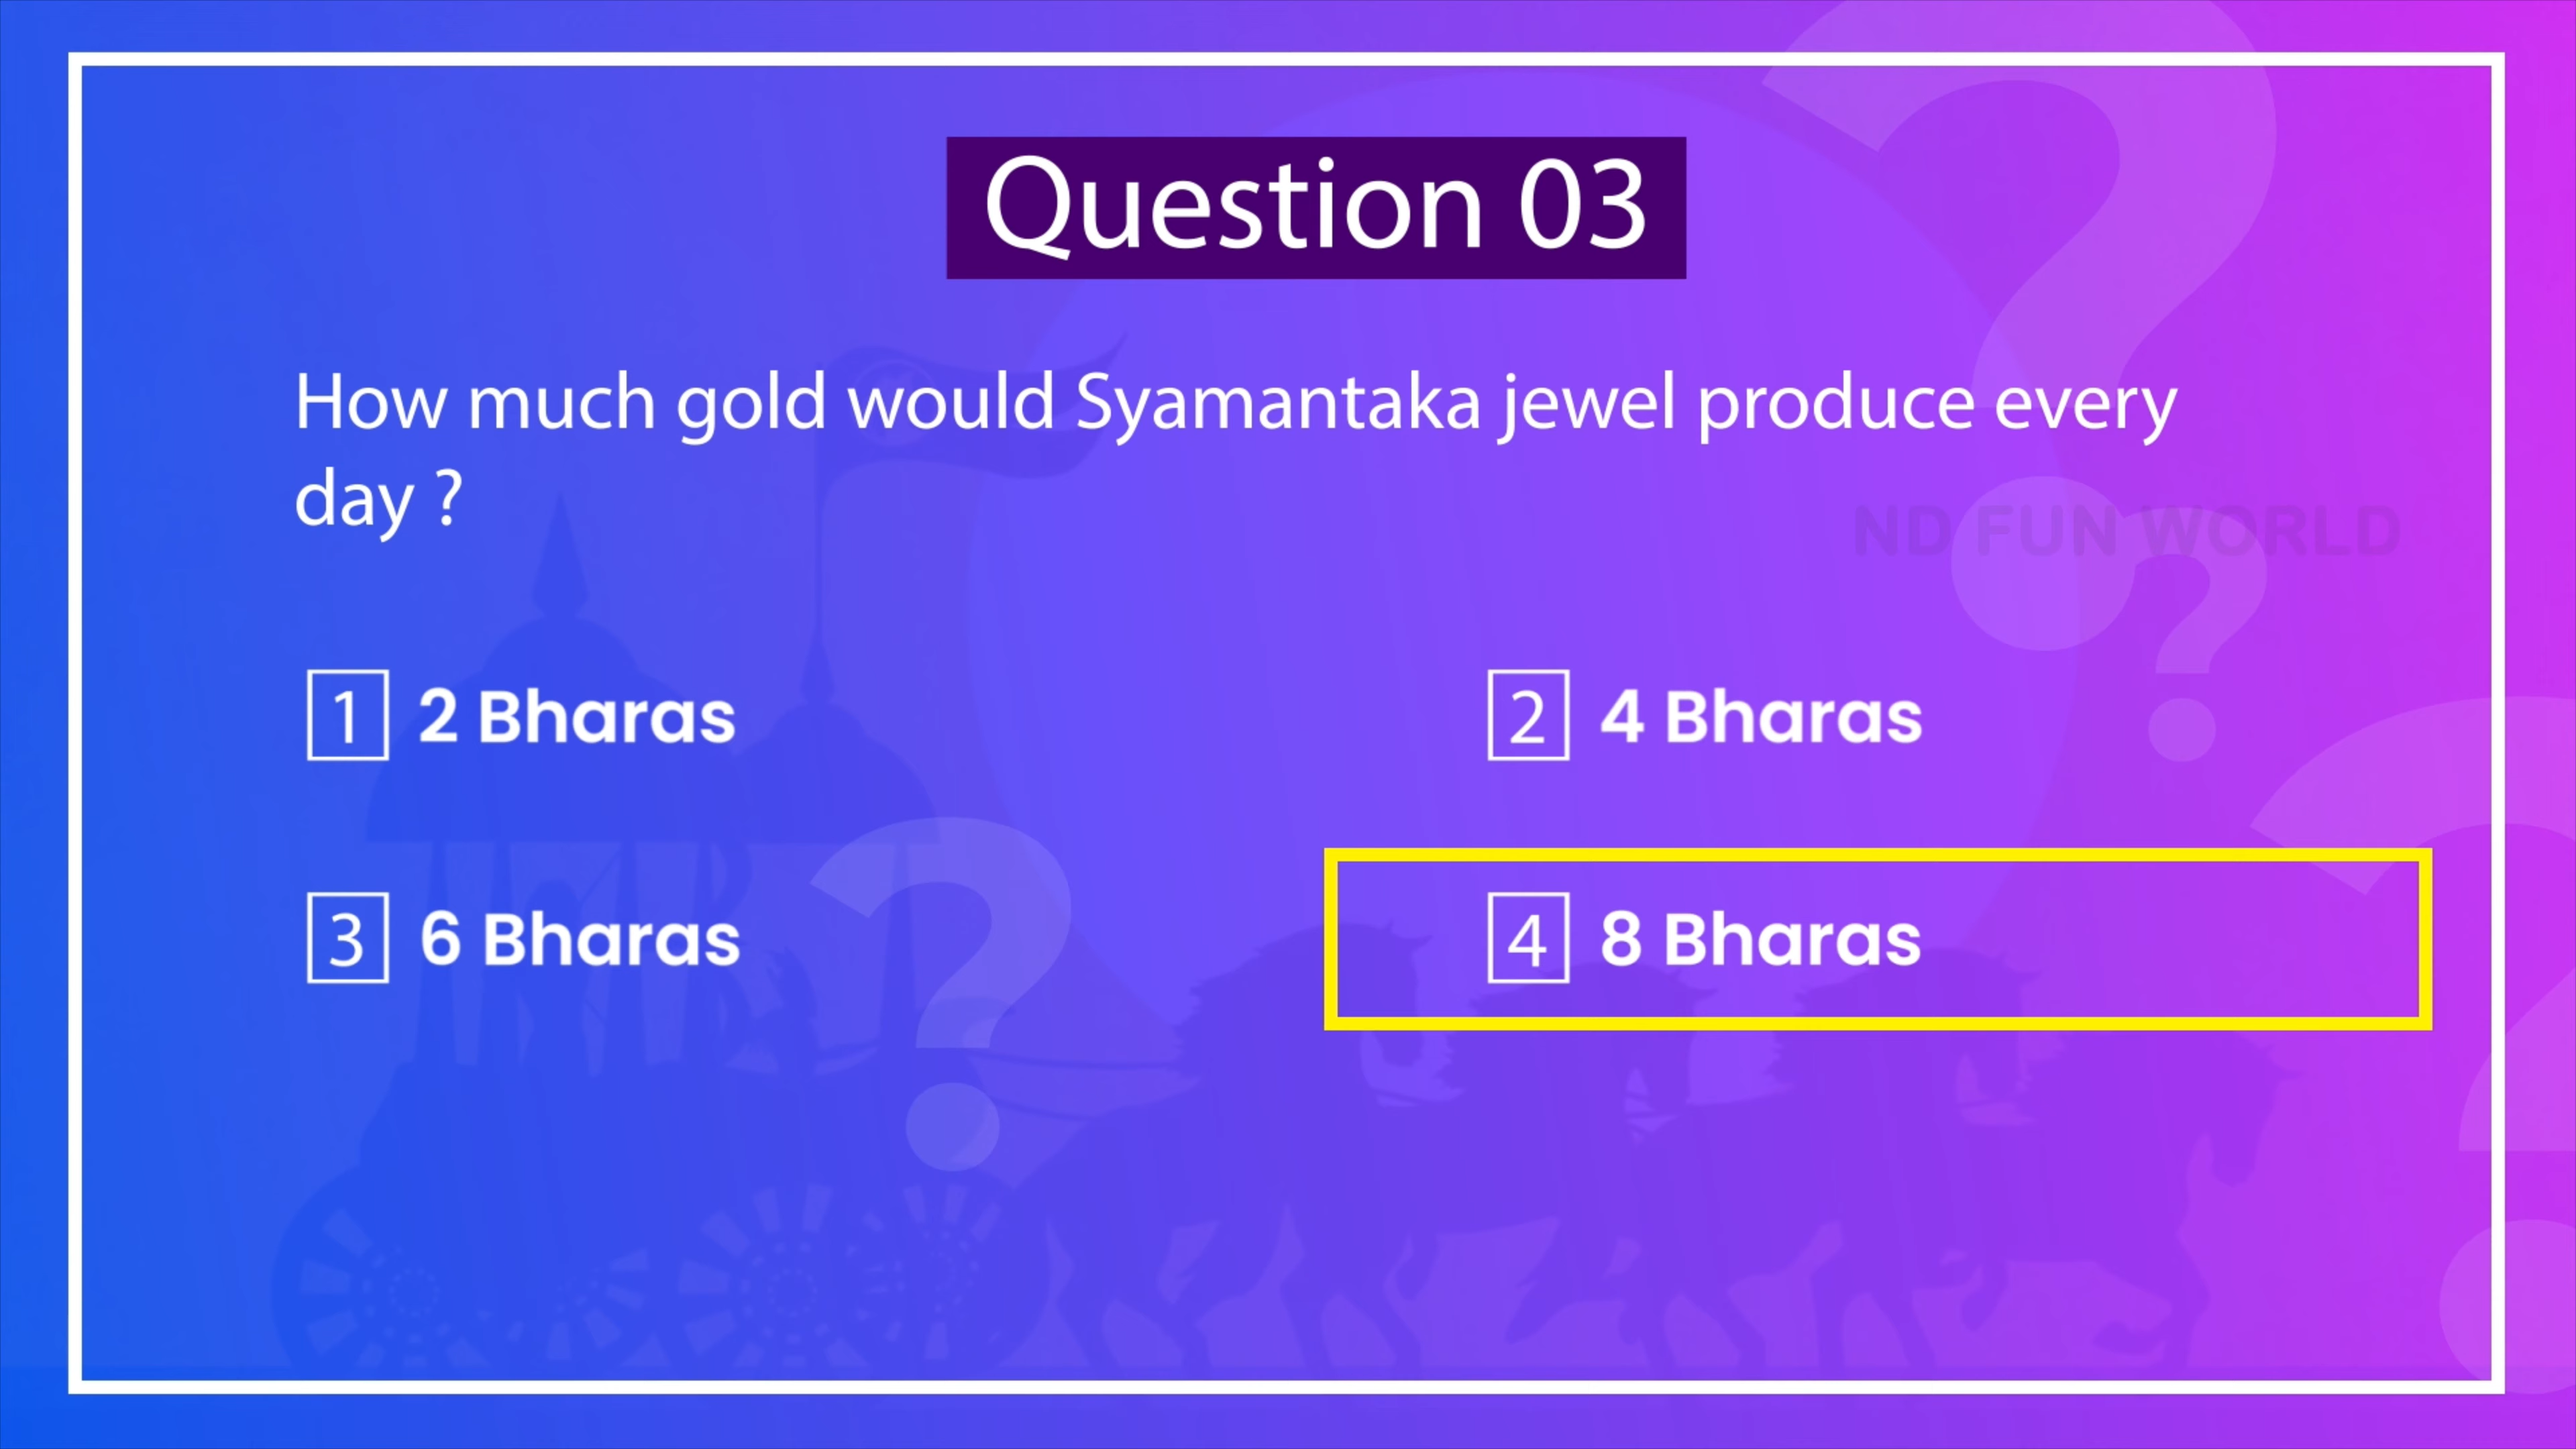 Question 03
How much gold would Syamantaka jewel produce every
day ?
ND FUN WORLD
1 2 Bharas
2 4 Bharas
3 6 Bharas
4 8 Bharas